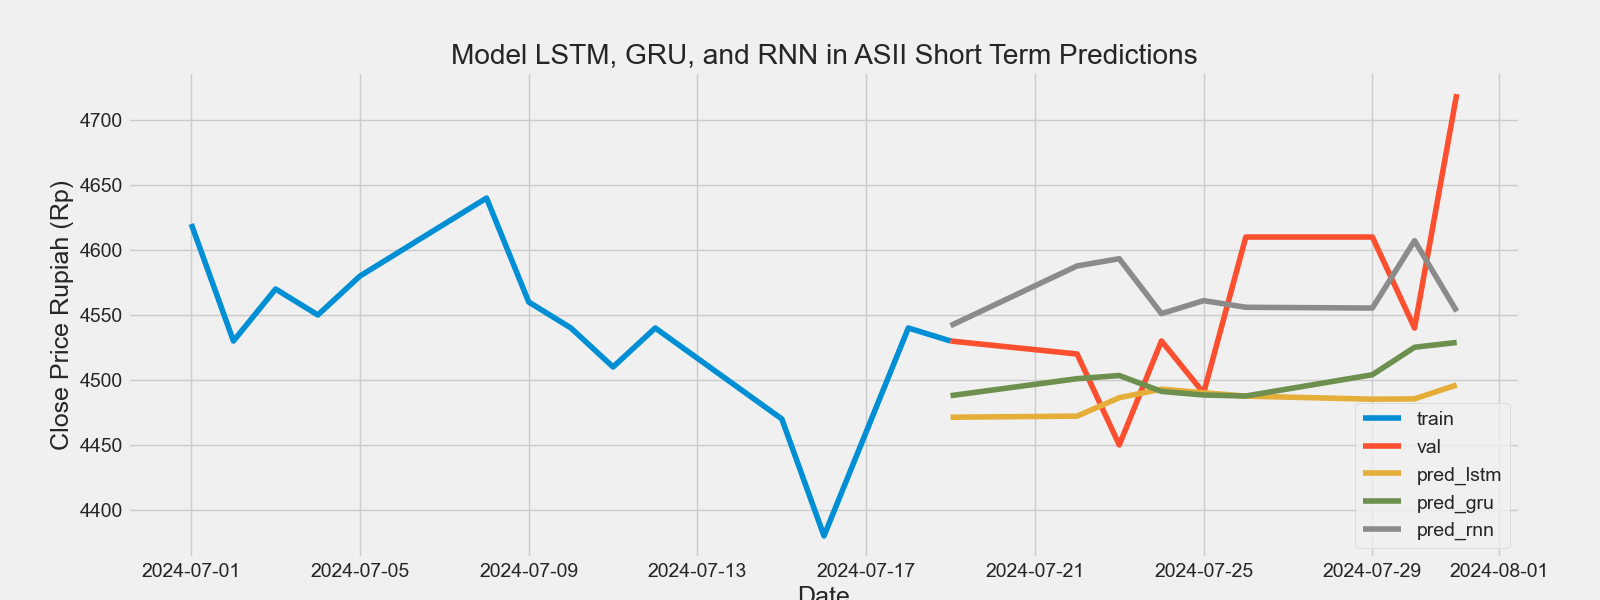 Model LSTM, GRU, and RNN in ASII Short Term Predictions
Close Price Rupiah (Rp)
4700
4650
4600
4550
4500
4450
4400
train
val
pred_lstm
pred_gru
pred_rnn
2024-07-01 2024-07-05 2024-07-09 2024-07-13 2024-07-17 2024-07-21 2024-07-25 2024-07-29 2024-08-01
Date